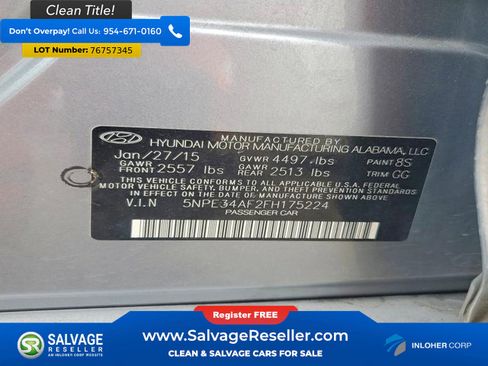 Clean Title!
Don't Overpay! Call Us: 954-671-0160
Lot Number: 76757345
MANUFACTURED BY
HYUNDAI MOTOR MANUFACTURING ALABAMA, LLC
Jan/27/15 GVWR 4497 lbs PAINT 8S
GAWR FRONT 2557 lbs GAWR REAR 2513 lbs TRIM GG
THIS VEHICLE CONFORMS TO ALL APPLICABLE U.S.A. FEDERAL
MOTOR VEHICLE SAFETY, BUMPER, AND THEFT PREVENTION
STANDARDS IN EFFECT ON THE DATE OF MANUFACTURE SHOWN ABOVE.
V.I.N 5NPE34AF2FH175224
PASSENGER CAR
Register FREE!
SALVAGE RESELLER
AN INLOHER CORP WEBSITE
www.SalvageReseller.com
CLEAN & SALVAGE CARS FOR SALE
INLOHER CORP